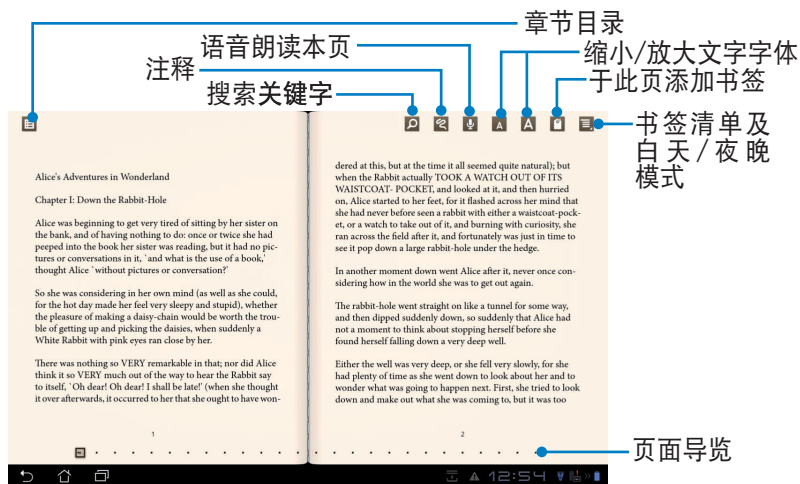 章节目录
语音朗读本页
缩小/放大文字字体
注释
于此页添加书签
搜索关键字
A A
书签清单及
白天/夜晚
模式
Alice's Adventures in Wonderland
Chapter I: Down the Rabbit-Hole
Alice was beginning to get very tired of sitting by her sister on
the bank, and of having nothing to do: once or twice she had
peeped into the book her sister was reading, but it had no pic-
tures or conversations in it, `and what is the use of a book,'
thought Alice `without pictures or conversation?'
So she was considering in her own mind (as well as she could,
for the hot day made her feel very sleepy and stupid), whether
the pleasure of making a daisy-chain would be worth the trou-
ble of getting up and picking the daisies, when suddenly a
White Rabbit with pink eyes ran close by her.
There was nothing so VERY remarkable in that; nor did Alice
think it so VERY much out of the way to hear the Rabbit say
to itself, `Oh dear! Oh dear! I shall be late!' (when she thought
it over afterwards, it occurred to her that she ought to have won-
1
dered at this, but at the time it all seemed quite natural); but
when the Rabbit actually TOOK A WATCH OUT OF ITS
WAISTCOAT- POCKET, and looked at it, and then hurried
on, Alice started to her feet, for it flashed across her mind that
she had never before seen a rabbit with either a waistcoat-pock-
et, or a watch to take out of it, and burning with curiosity, she
ran across the field after it, and fortunately was just in time to
see it pop down a large rabbit-hole under the hedge.
In another moment down went Alice after it, never once con-
sidering how in the world she was to get out again.
The rabbit-hole went straight on like a tunnel for some way,
and then dipped suddenly down, so suddenly that Alice had
not a moment to think about stopping herself before she
found herself falling down a very deep well.
Either the well was very deep, or she fell very slowly, for she
had plenty of time as she went down to look about her and to
wonder what was going to happen next. First, she tried to look
down and make out what she was coming to, but it was too
2
页面导览
12:54